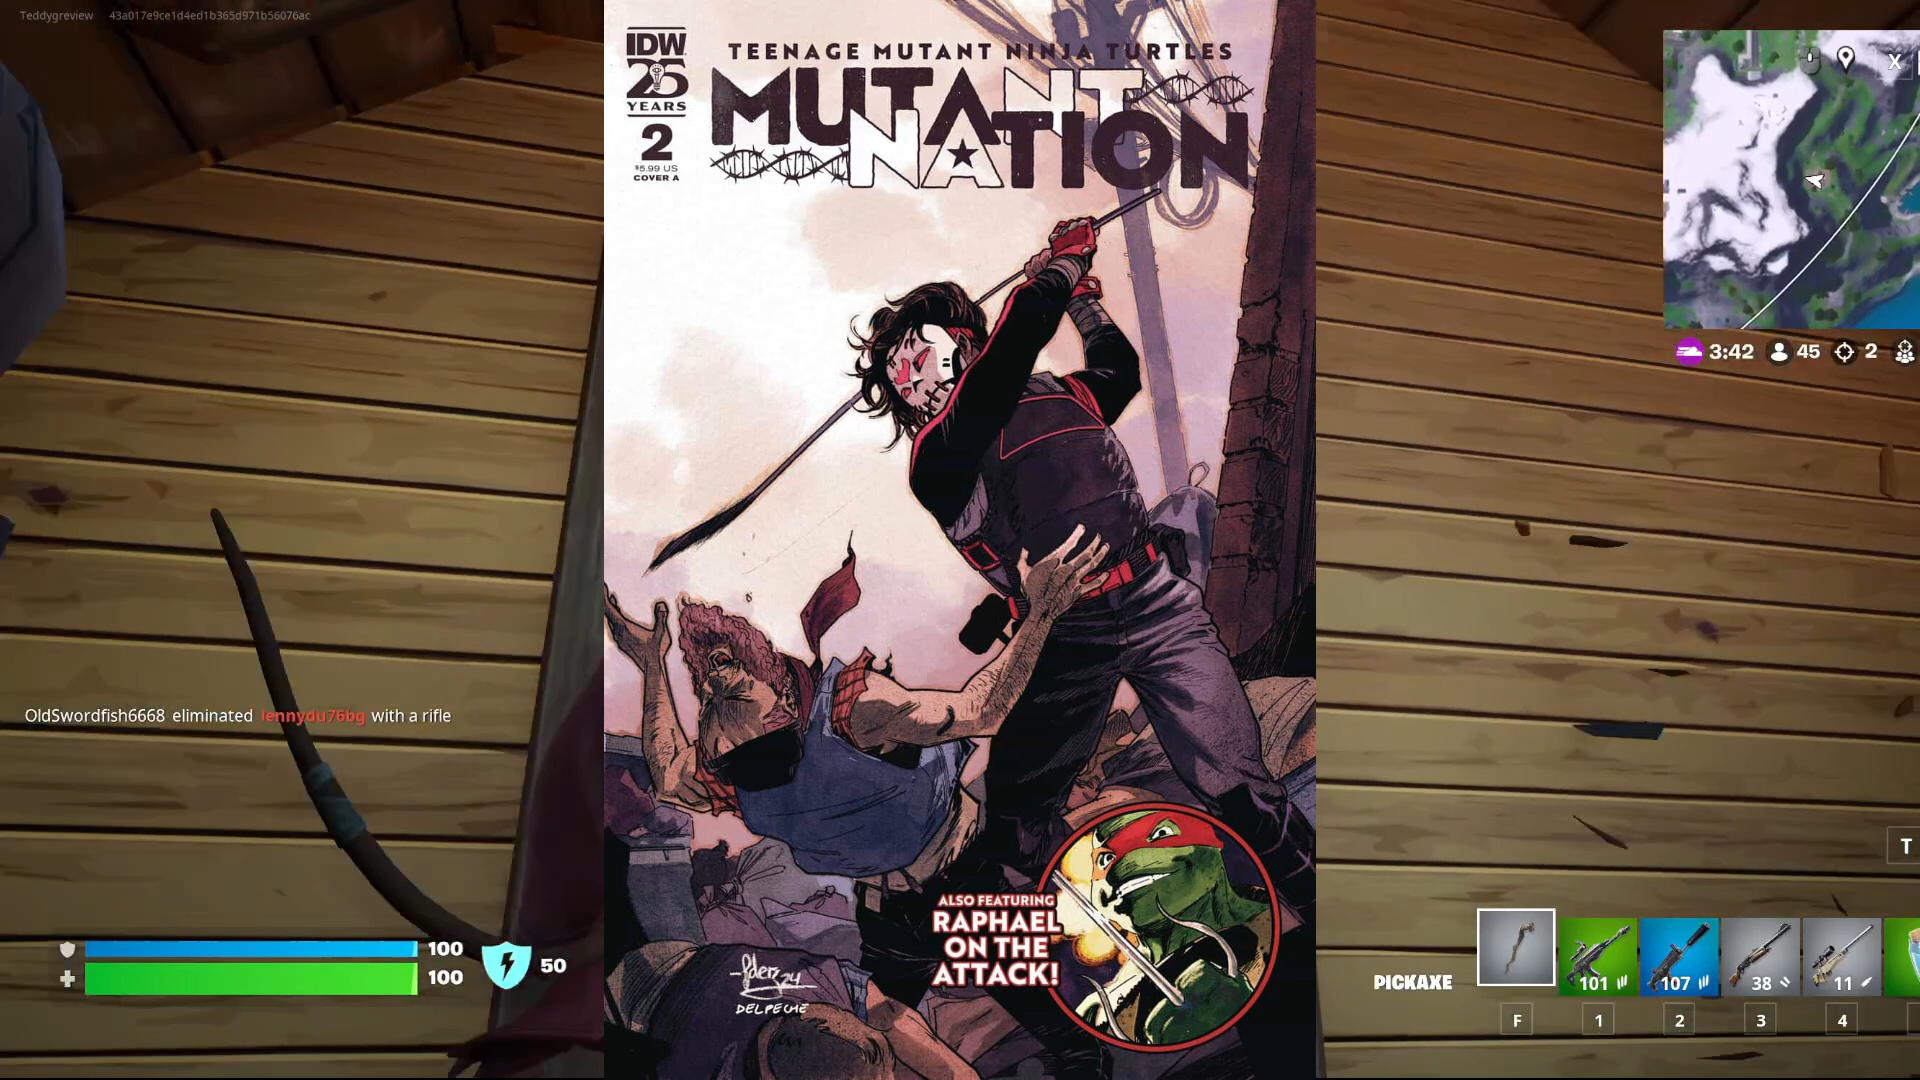 Teddygreview 43a017e9ce1d4ed1b365d971b56076ac
IDW
25
YEARS
2
$5.99 US
COVER A
TEENAGE MUTANT NINJA TURTLES
MUTANT
NATION
X
3:42 45 2
OldSwordfish6668 eliminated lennydu76bg with a rifle
T
ALSO FEATURING
RAPHAEL
ON THE
ATTACK!
24
DELPECHE
100
100
50
PICKAXE
101 107 38 11
F 1 2 3 4